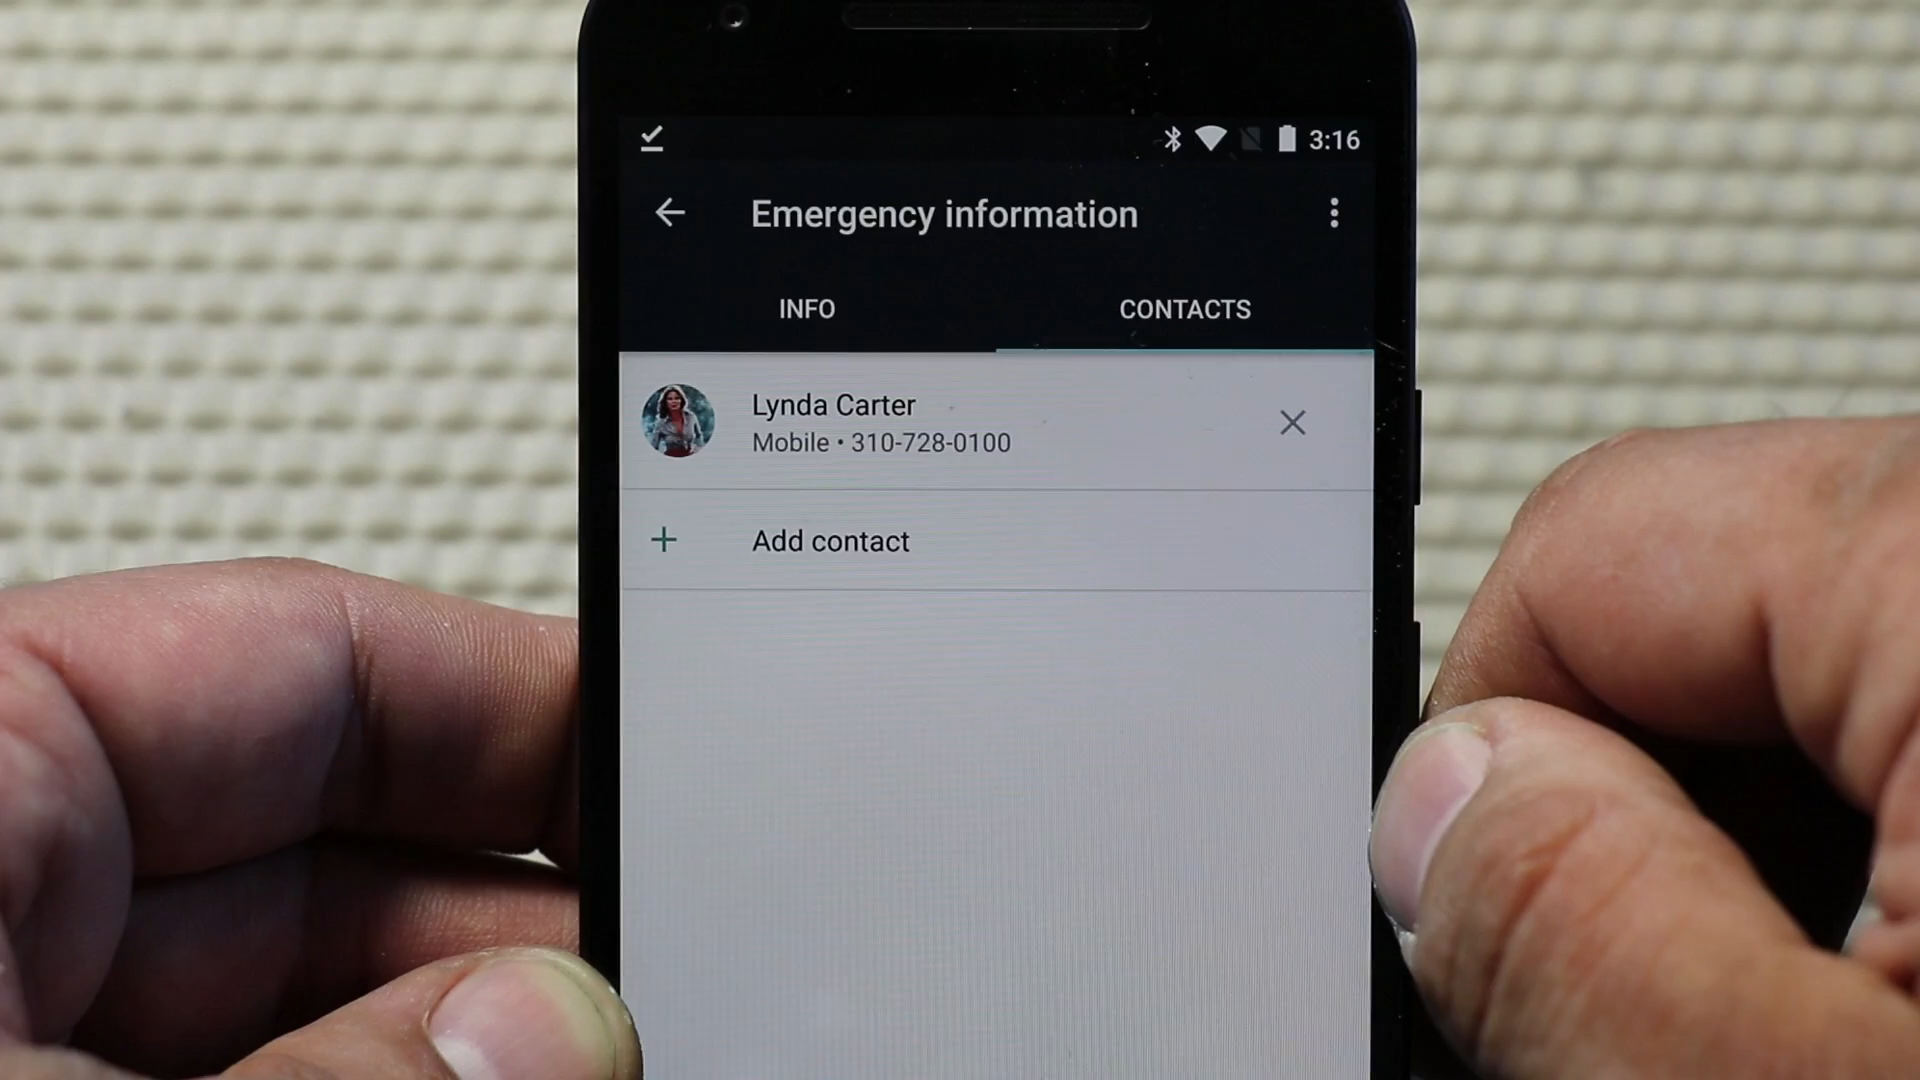 3:16
Emergency information
INFO
CONTACTS
Lynda Carter
Mobile • 310-728-0100
Add contact